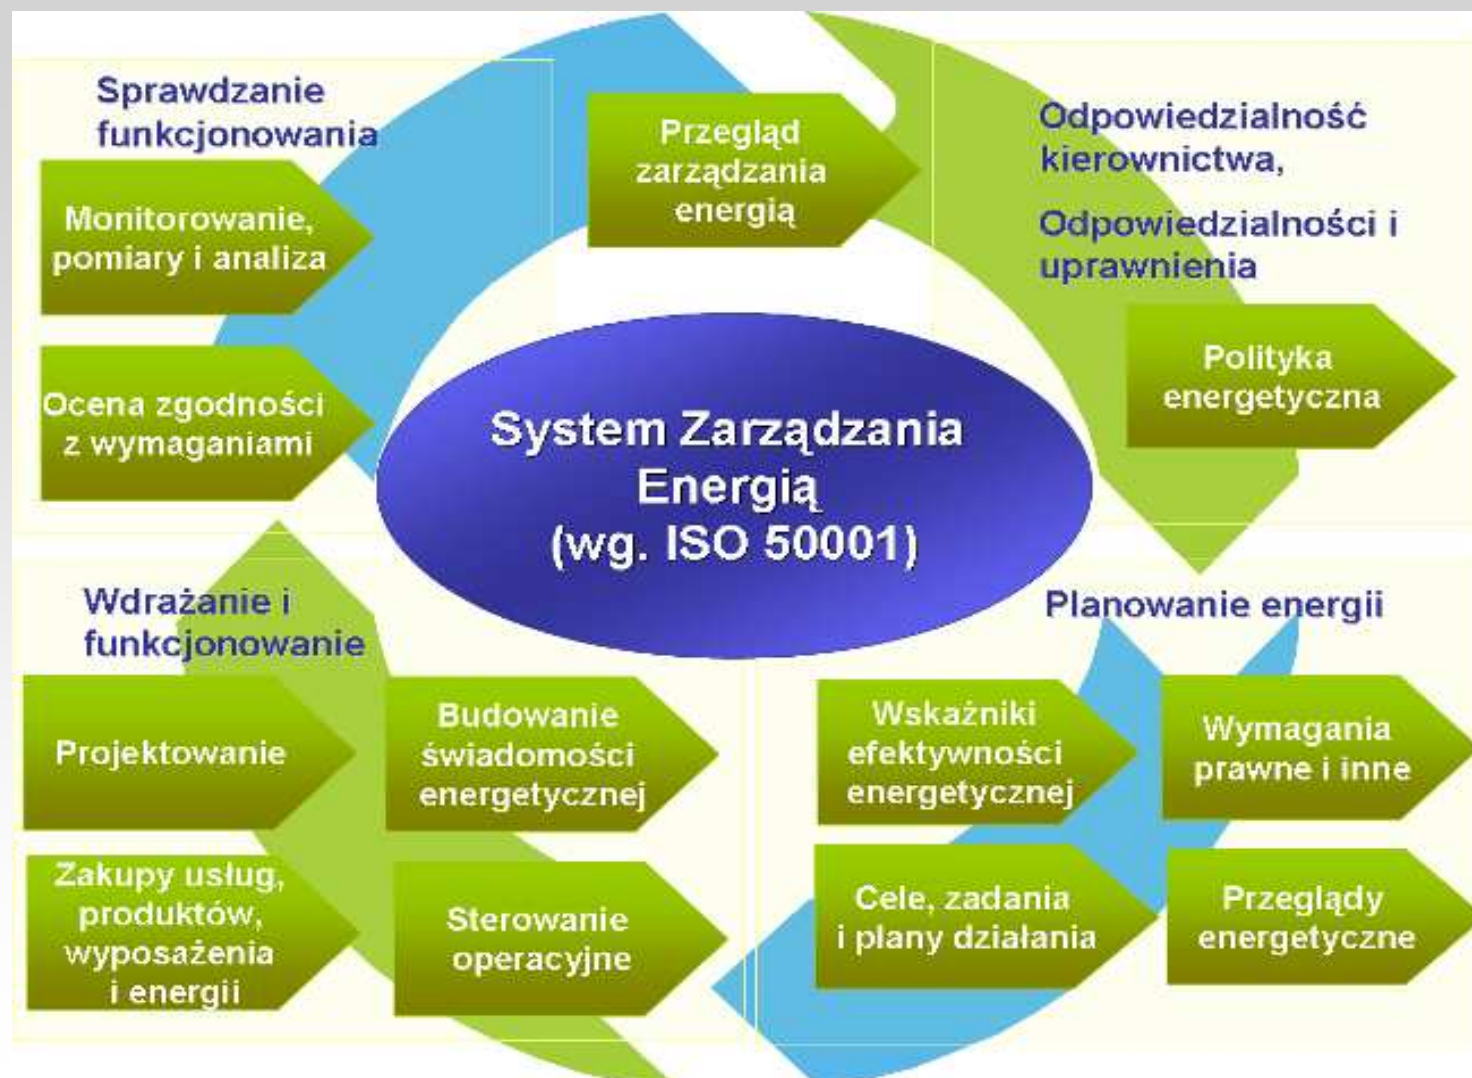 Sprawdzanie
funkcjonowania
Monitorowanie,
pomiary i analiza
Ocena zgodności
z wymaganiami
Przegląd
zarządzania
energią
Odpowiedzialność
kierownictwa,
Odpowiedzialności i
uprawnienia
Polityka
energetyczna
System Zarządzania
Energią
(wg. ISO 50001)
Wdrażanie i
funkcjonowanie
Projektowanie
Budowanie
świadomości
energetycznej
Zakupy usług,
produktów,
wyposażenia
i energii
Sterowanie
operacyjne
Planowanie energii
Wskaźniki
efektywności
energetycznej
Wymagania
prawne i inne
Cele, zadania
i plany działania
Przeglądy
energetyczne